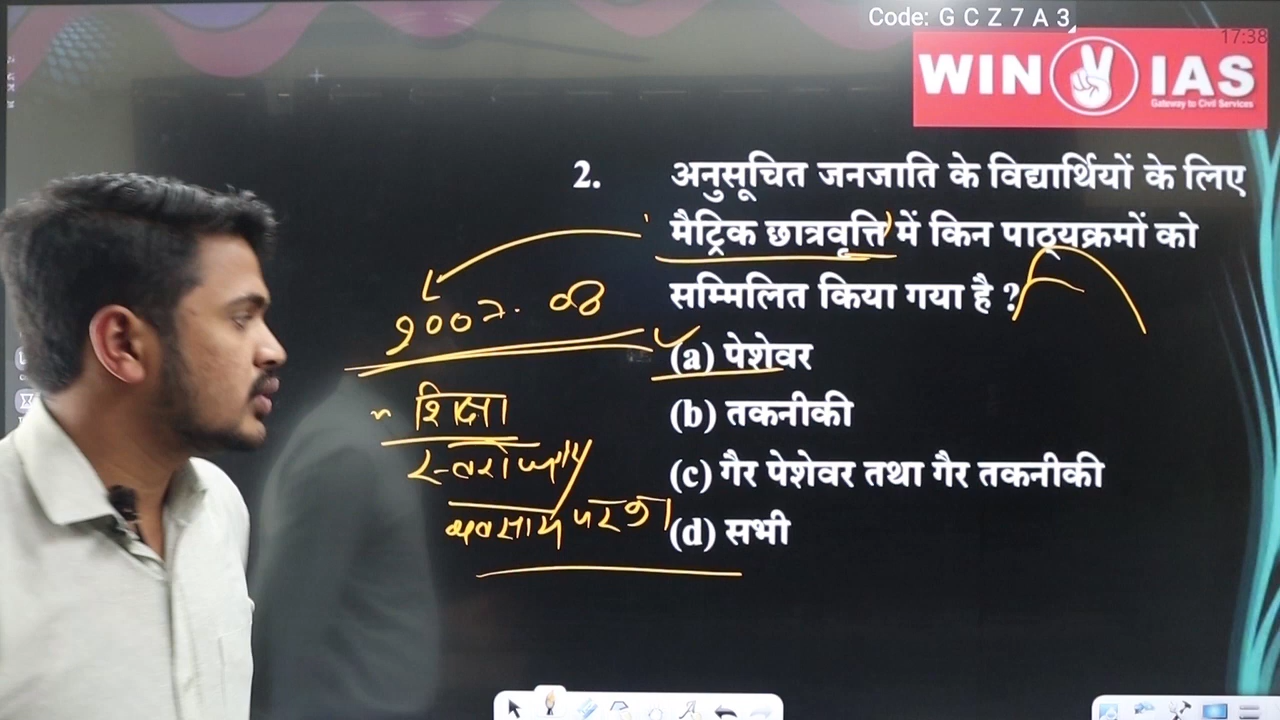 Code: G C Z 7 A 3
17:38
WIN IAS
Gateway to Civil Services
2. अनुसूचित जनजाति के विद्यार्थियों के लिए
मैट्रिक छात्रवृत्ति में किन पाठ्यक्रमों को
सम्मिलित किया गया है ?
(a) पेशेवर
(b) तकनीकी
(c) गैर पेशेवर तथा गैर तकनीकी
(d) सभी
शिक्षा